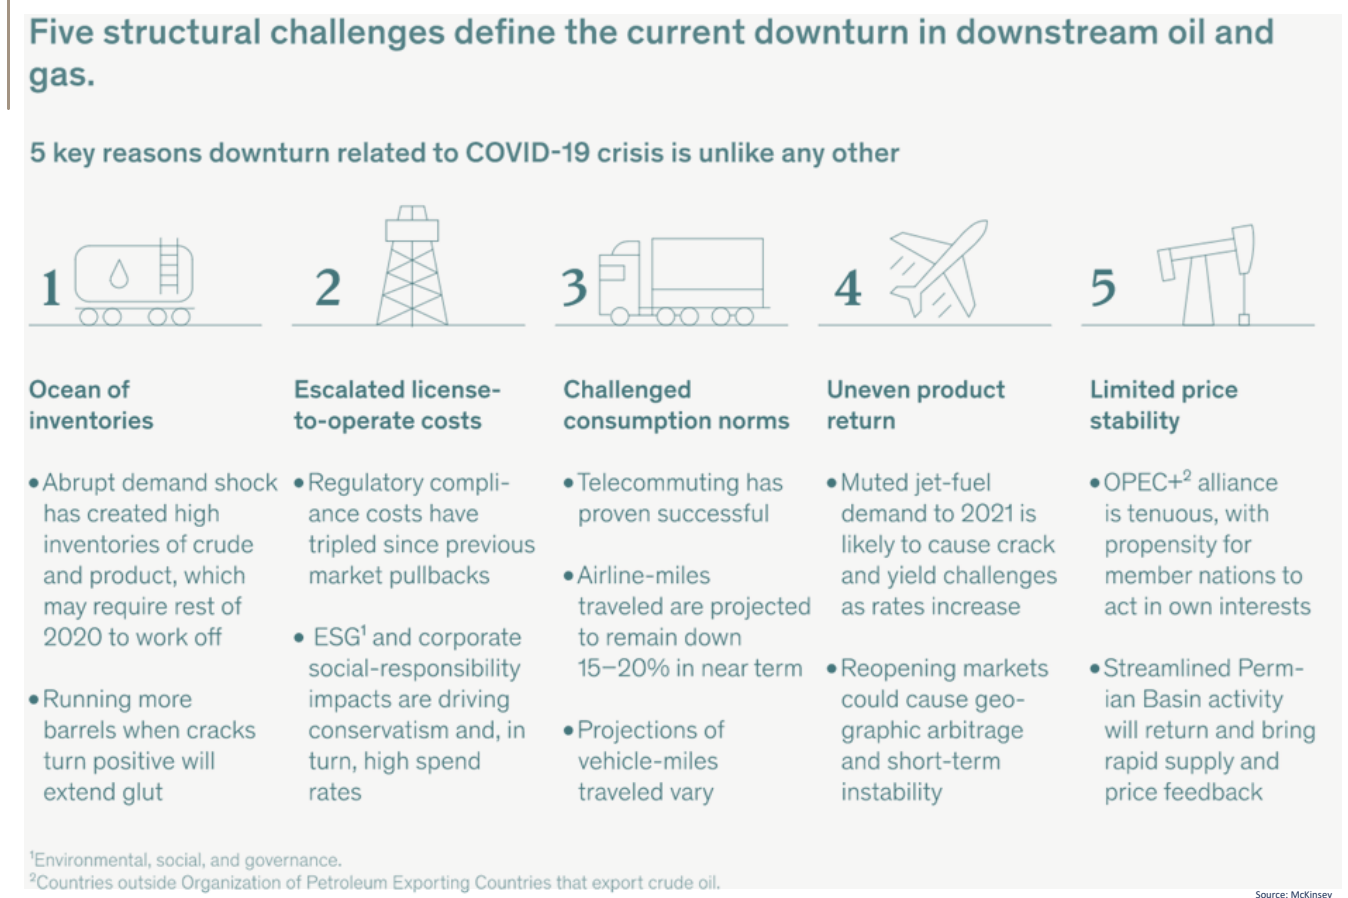 Five structural challenges define the current downturn in downstream oil and
gas.
5 key reasons downturn related to COVID-19 crisis is unlike any other
1
2
3
4
5
Ocean of
inventories
•Abrupt demand shock
has created high
inventories of crude
and product, which
may require rest of
2020 to work off
•Running more
barrels when cracks
turn positive will
extend glut
Escalated license-
to-operate costs
•Regulatory compli-
ance costs have
tripled since previous
market pullbacks
• ESG¹ and corporate
social-responsibility
impacts are driving
conservatism and, in
turn, high spend
rates
Challenged
consumption norms
•Telecommuting has
proven successful
•Airline-miles
traveled are projected
to remain down
15–20% in near term
•Projections of
vehicle-miles
traveled vary
Uneven product
return
•Muted jet-fuel
demand to 2021 is
likely to cause crack
and yield challenges
as rates increase
•Reopening markets
could cause geo-
graphic arbitrage
and short-term
instability
Limited price
stability
•OPEC+² alliance
is tenuous, with
propensity for
member nations to
act in own interests
•Streamlined Perm-
ian Basin activity
will return and bring
rapid supply and
price feedback
¹Environmental, social, and governance.
²Countries outside Organization of Petroleum Exporting Countries that export crude oil.
Source: McKinsey